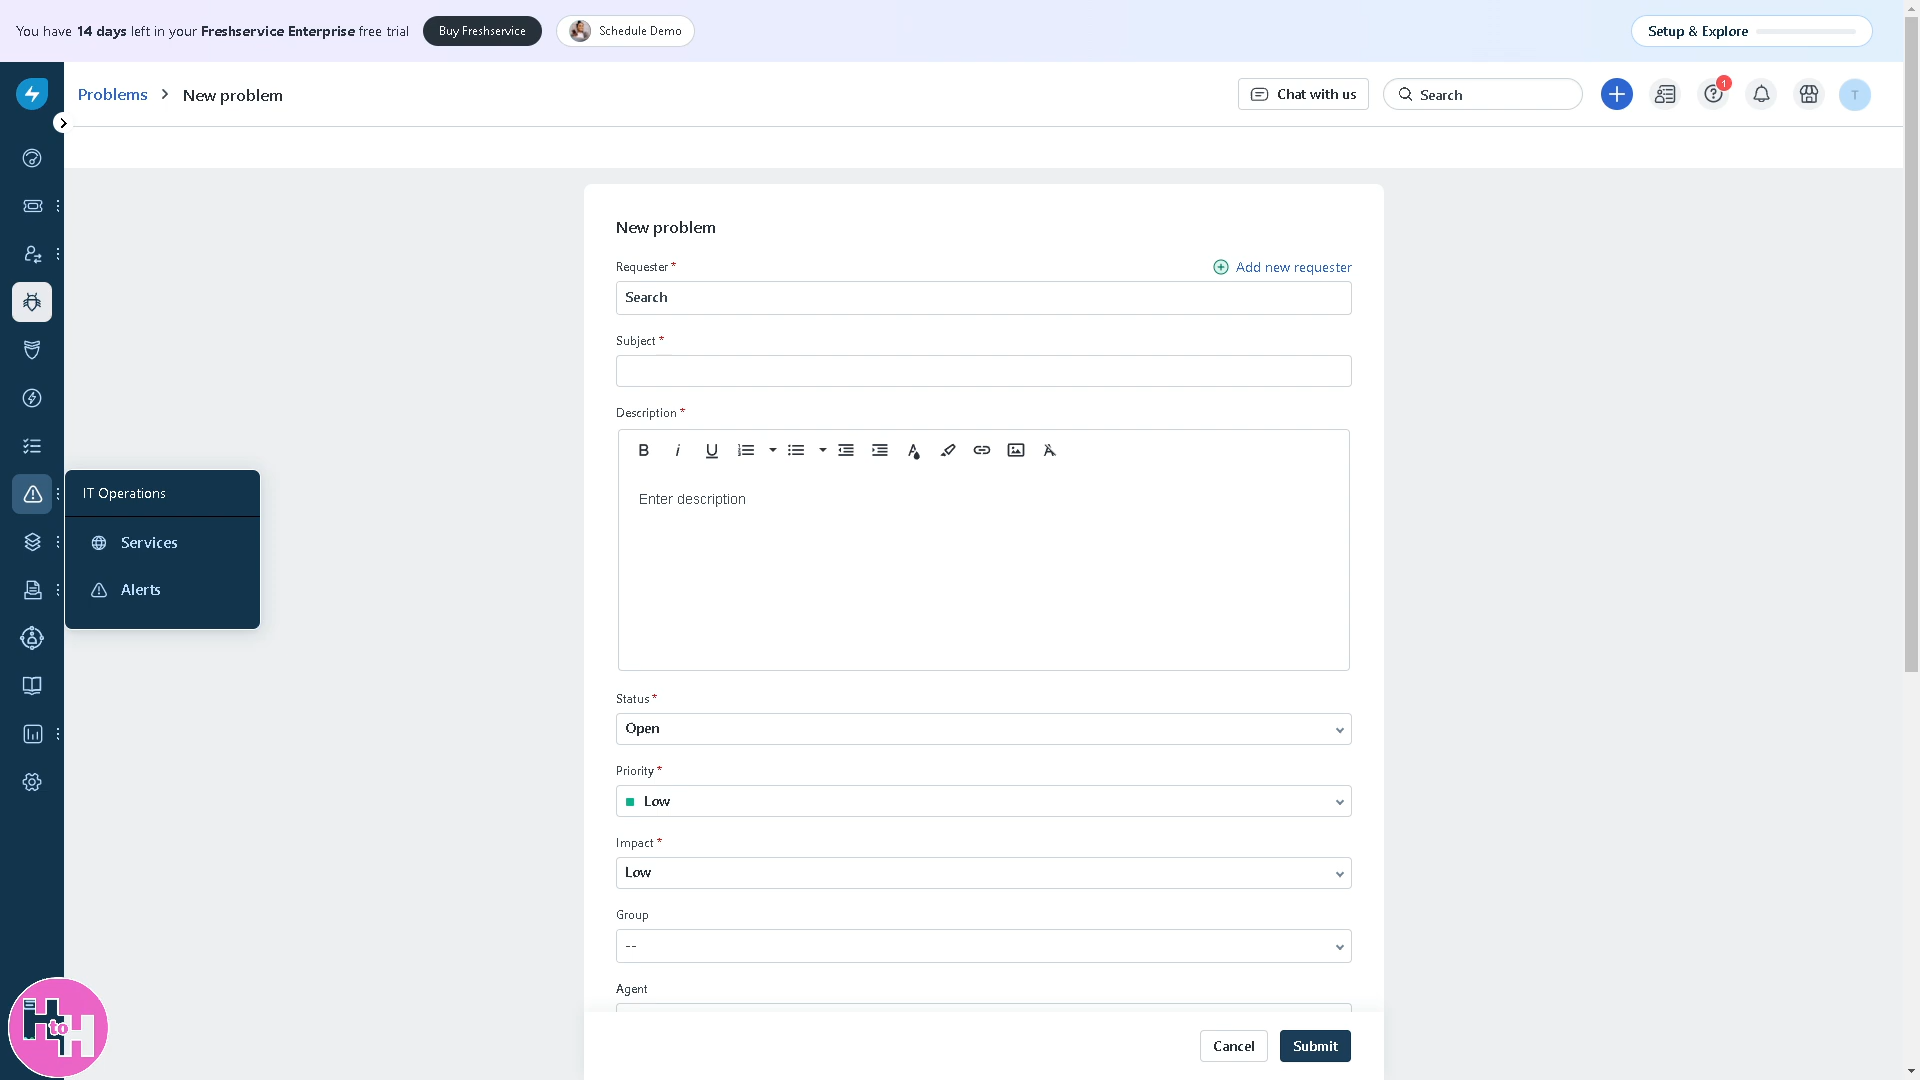 You have 14 days left in your Freshservice Enterprise free trial
Buy Freshservice
Schedule Demo
Setup & Explore
Problems > New problem
Chat with us
Search
1
T
New problem
Requester *
Add new requester
Search
Subject *
Description *
B i U
Enter description
IT Operations
Services
Alerts
Status *
Open
Priority *
Low
Impact *
Low
Group
--
Agent
Cancel
Submit
H to H